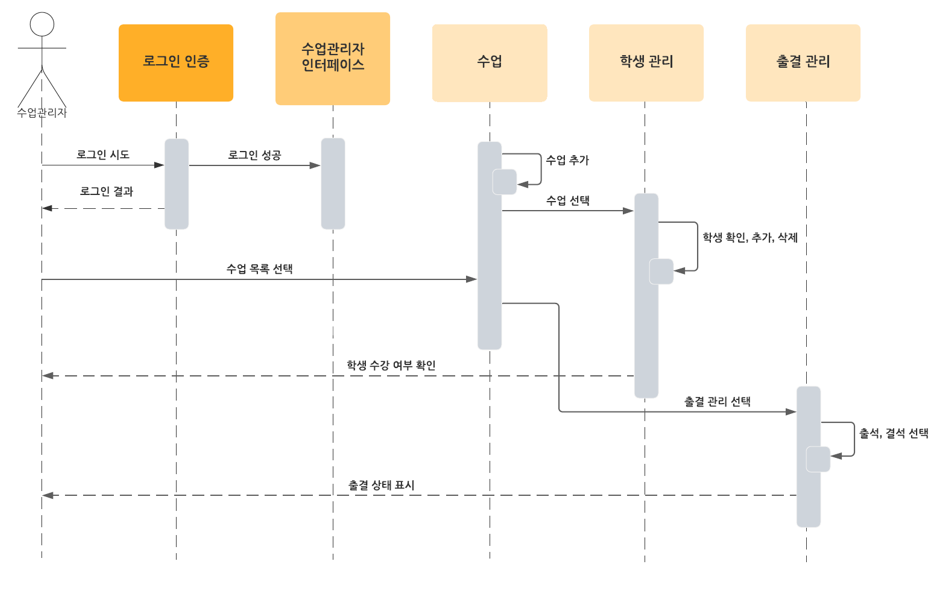 수업관리자
로그인 인증
수업관리자
인터페이스
수업
학생 관리
출결 관리
로그인 시도
로그인 성공
로그인 결과
수업 추가
수업 선택
학생 확인, 추가, 삭제
수업 목록 선택
학생 수강 여부 확인
출결 관리 선택
출석, 결석 선택
출결 상태 표시